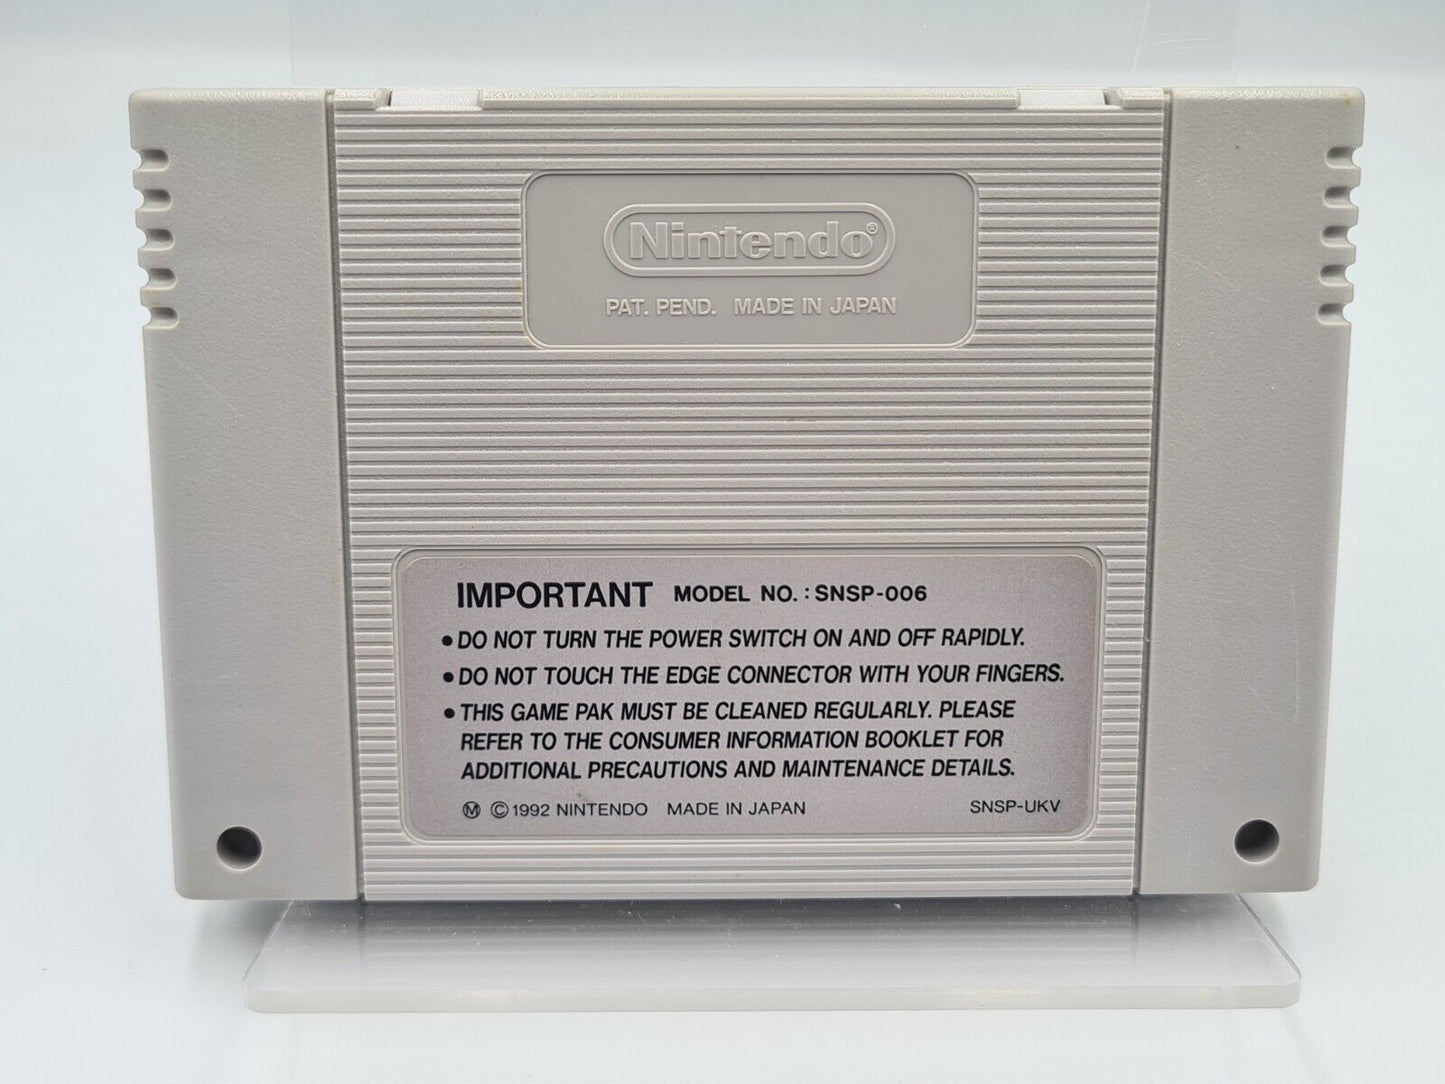 Nintendo®
PAT. PEND. MADE IN JAPAN
IMPORTANT MODEL NO. : SNSP-006
• DO NOT TURN THE POWER SWITCH ON AND OFF RAPIDLY.
• DO NOT TOUCH THE EDGE CONNECTOR WITH YOUR FINGERS.
• THIS GAME PAK MUST BE CLEANED REGULARLY. PLEASE
REFER TO THE CONSUMER INFORMATION BOOKLET FOR
ADDITIONAL PRECAUTIONS AND MAINTENANCE DETAILS.
Ⓜ © 1992 NINTENDO MADE IN JAPAN SNSP-UKV